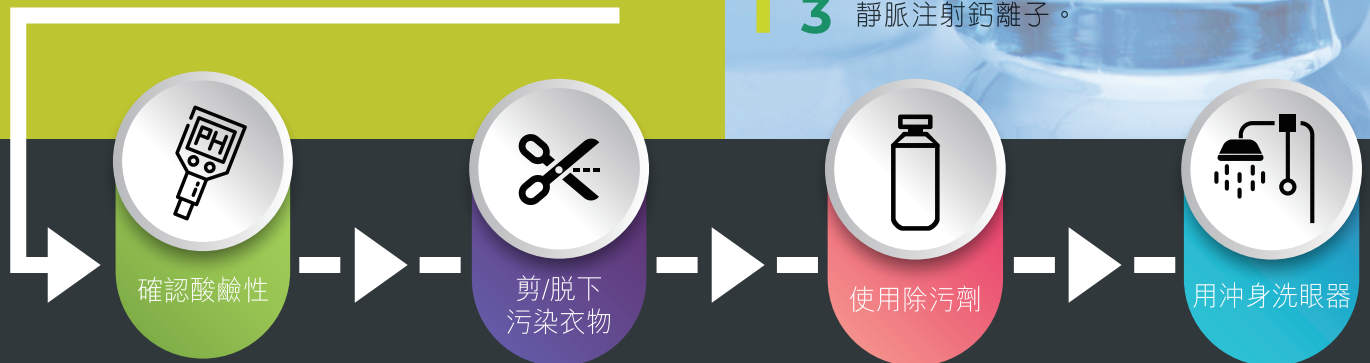 3 靜脈注射鈣離子。
PH
確認酸鹼性
剪/脱下
污染衣物
使用除污劑
用沖身洗眼器